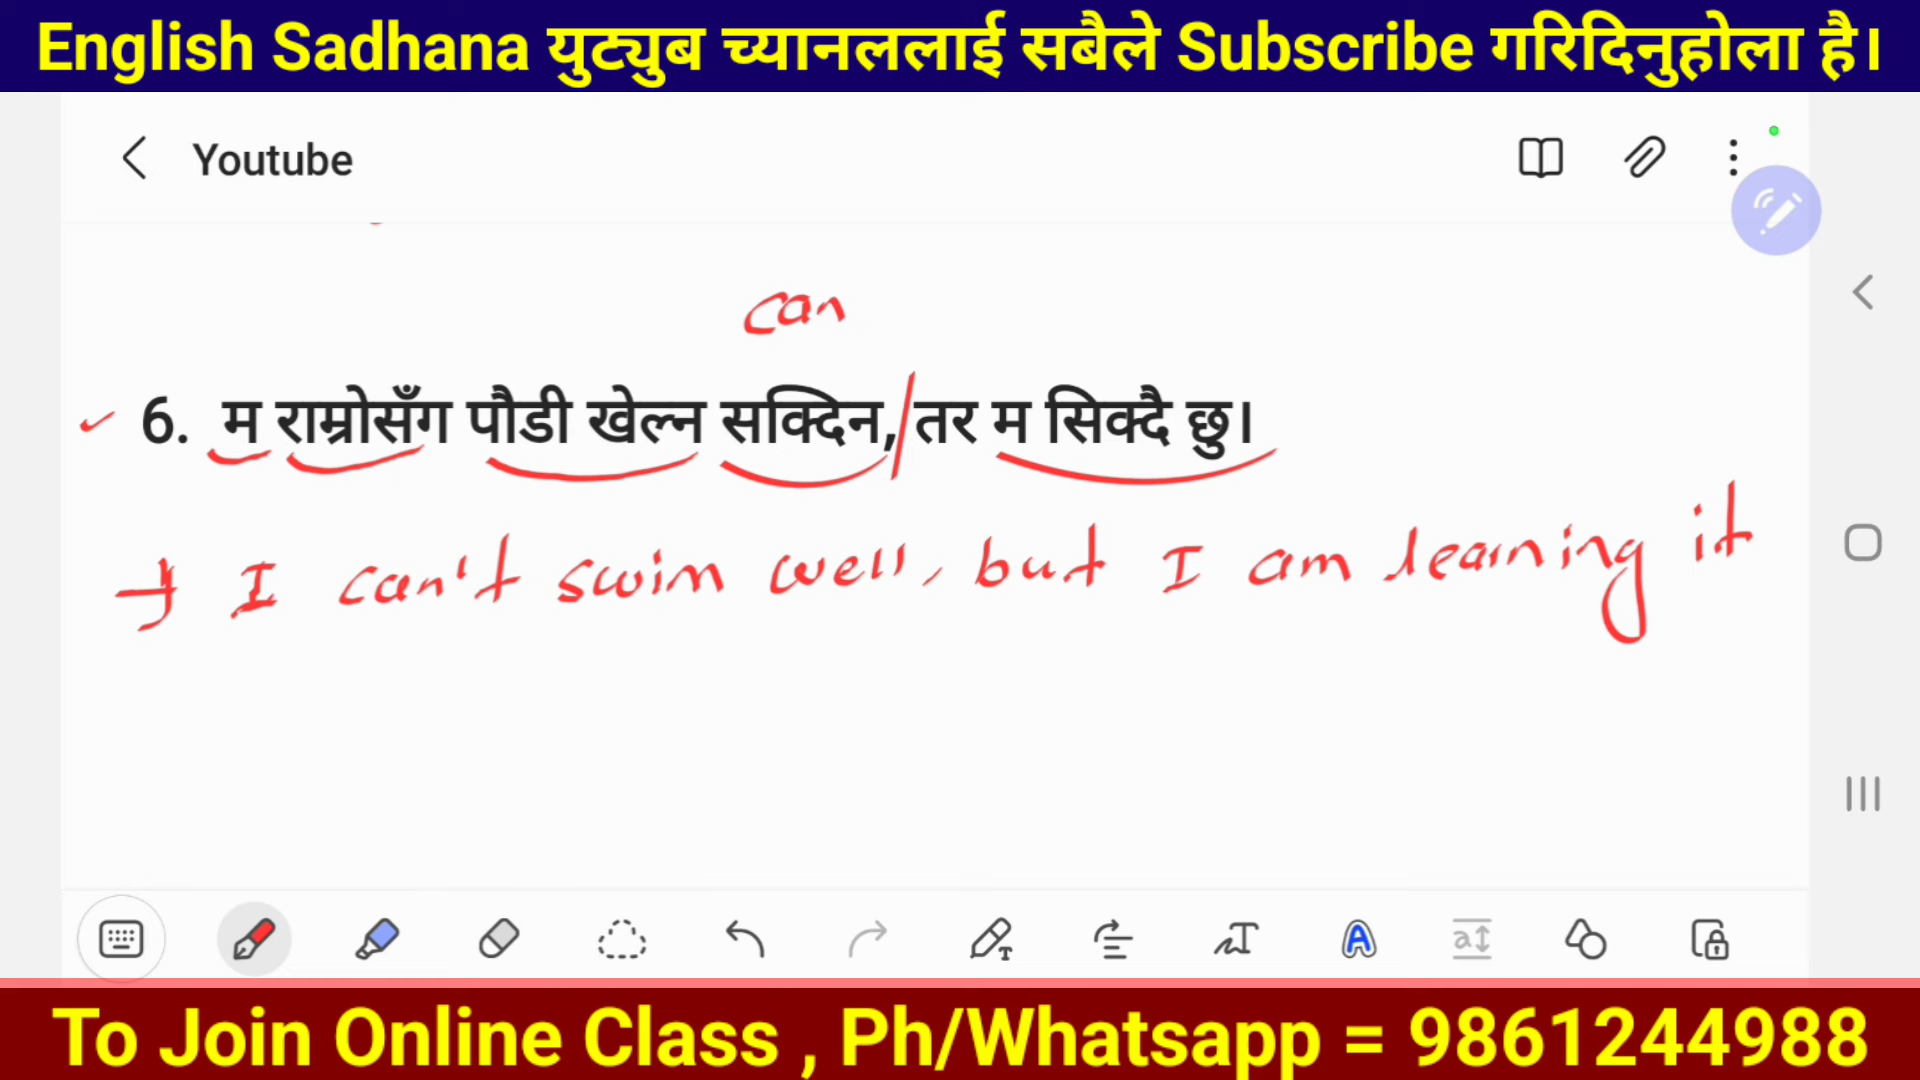 English Sadhana युट्युब च्यानललाई सबैले Subscribe गरिदिनुहोला है।
Youtube
can
6. म राम्रोसँग पौडी खेल्न सक्दिन, तर म सिक्दै छु।
I can't swim well, but I am learning it
To Join Online Class , Ph/Whatsapp = 9861244988